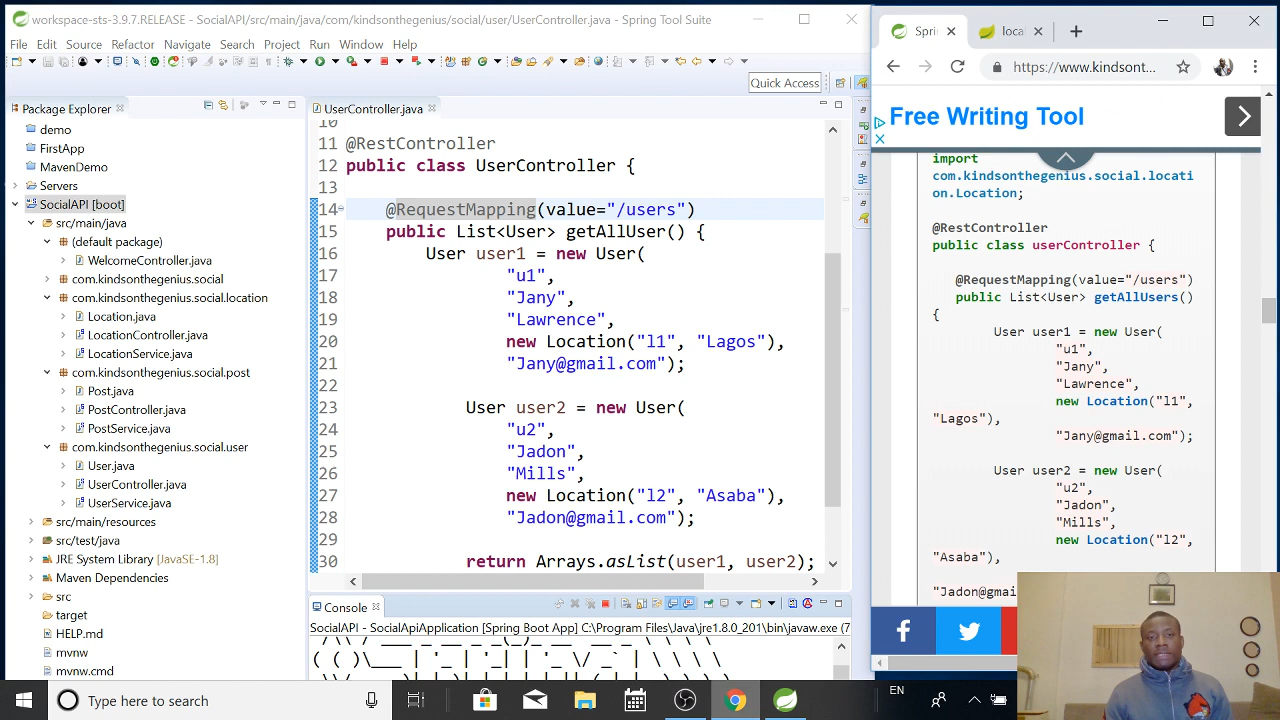 workspace-sts-3.9.7.RELEASE - SocialAPI/src/main/java/com/kindsonthegenius/social/user/UserController.java - Spring Tool Suite
File Edit Source Refactor Navigate Search Project Run Window Help
Quick Access
Package Explorer
demo
FirstApp
MavenDemo
Servers
SocialAPI [boot]
src/main/java
(default package)
WelcomeController.java
com.kindsonthegenius.social
com.kindsonthegenius.social.location
Location.java
LocationController.java
LocationService.java
com.kindsonthegenius.social.post
Post.java
PostController.java
PostService.java
com.kindsonthegenius.social.user
User.java
UserController.java
UserService.java
src/main/resources
src/test/java
JRE System Library [JavaSE-1.8]
Maven Dependencies
src
target
HELP.md
mvnw
mvnw.cmd
UserController.java
10
11 @RestController
12 public class UserController {
13
14 @RequestMapping(value="/users")
15 public List<User> getAllUser() {
16 User user1 = new User(
17 "u1",
18 "Jany",
19 "Lawrence",
20 new Location("l1", "Lagos"),
21 "Jany@gmail.com");
22
23 User user2 = new User(
24 "u2",
25 "Jadon",
26 "Mills",
27 new Location("l2", "Asaba"),
28 "Jadon@gmail.com");
29
30 return Arrays.asList(user1, user2);
Console
SocialAPI - SocialApiApplication [Spring Boot App] C:\Program Files\Java\jre1.8.0_201\bin\javaw.exe (7
Spri
loca
https://www.kindsont...
Free Writing Tool
import
com.kindsonthegenius.social.locati
on.Location;
@RestController
public class userController {
@RequestMapping(value="/users")
public List<User> getAllUsers()
{
User user1 = new User(
"u1",
"Jany",
"Lawrence",
new Location("l1",
"Lagos"),
"Jany@gmail.com");
User user2 = new User(
"u2",
"Jadon",
"Mills",
new Location("l2",
"Asaba"),
"Jadon@gmai
Type here to search
EN